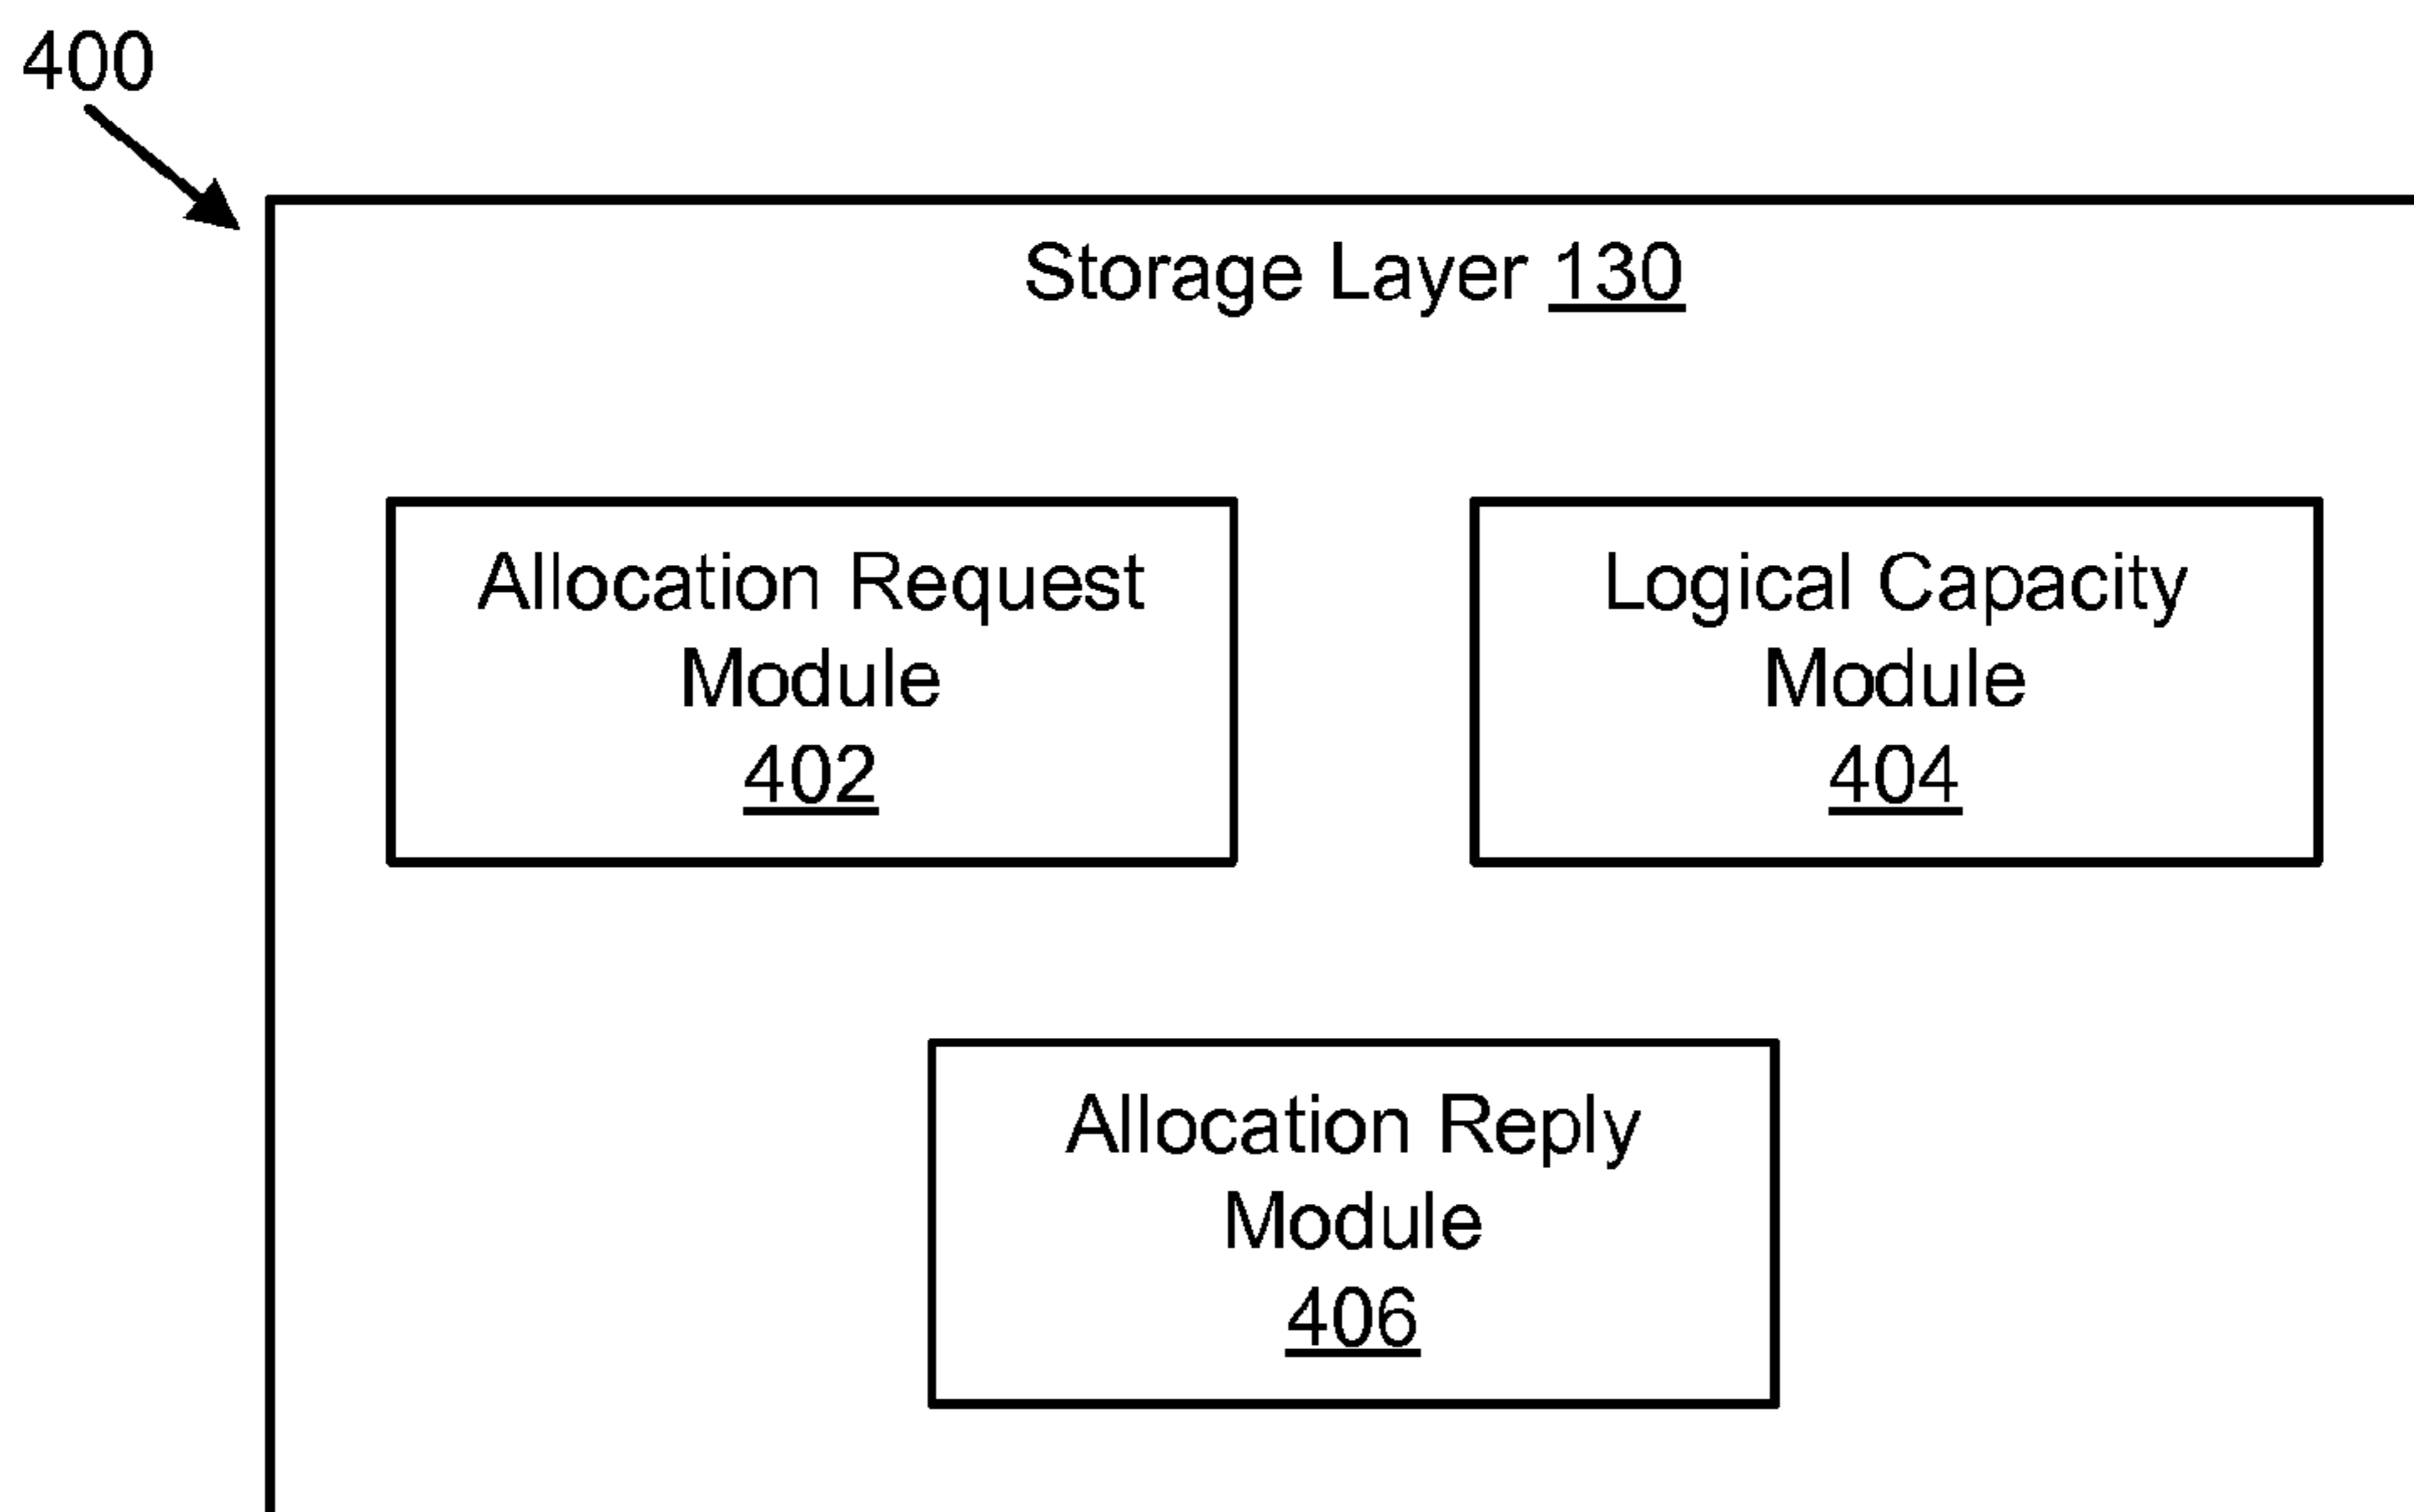 400
Storage Layer 130
Allocation Request
Module
402
Logical Capacity
Module
404
Allocation Reply
Module
406